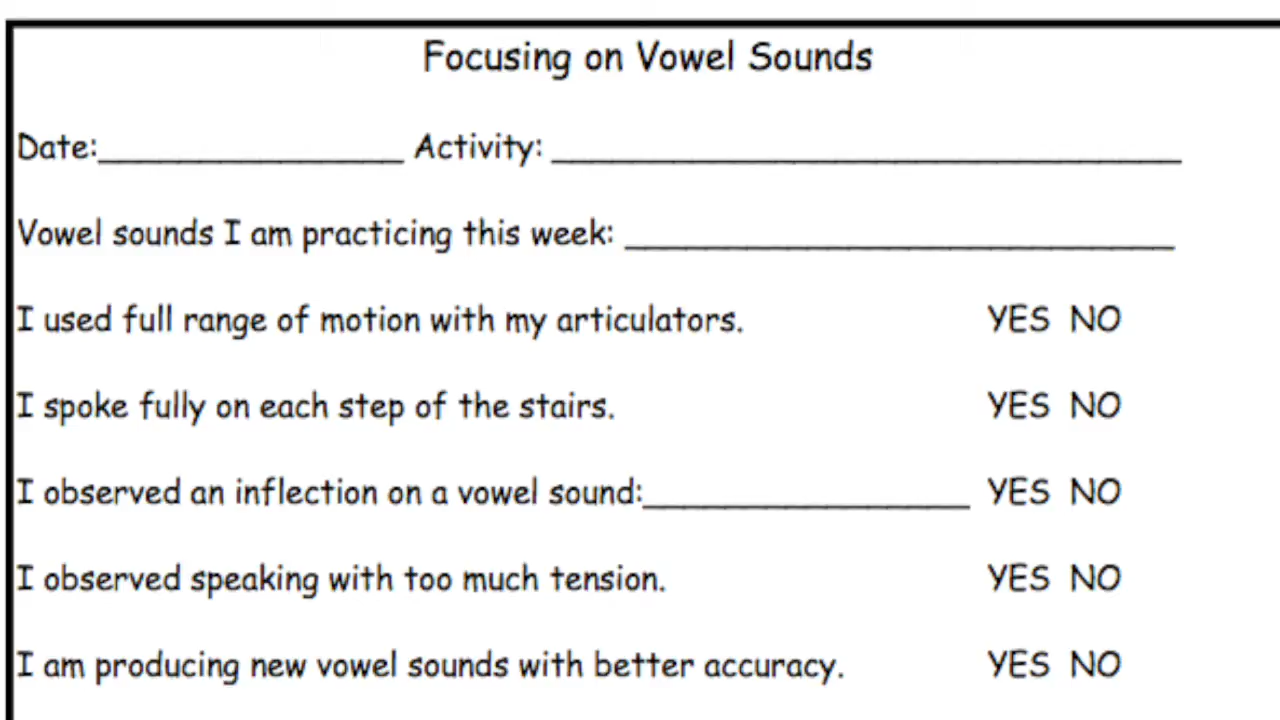 Focusing on Vowel Sounds
Date:_______________ Activity: _______________________________
Vowel sounds I am practicing this week: ___________________________
I used full range of motion with my articulators. YES NO
I spoke fully on each step of the stairs. YES NO
I observed an inflection on a vowel sound:________________ YES NO
I observed speaking with too much tension. YES NO
I am producing new vowel sounds with better accuracy. YES NO